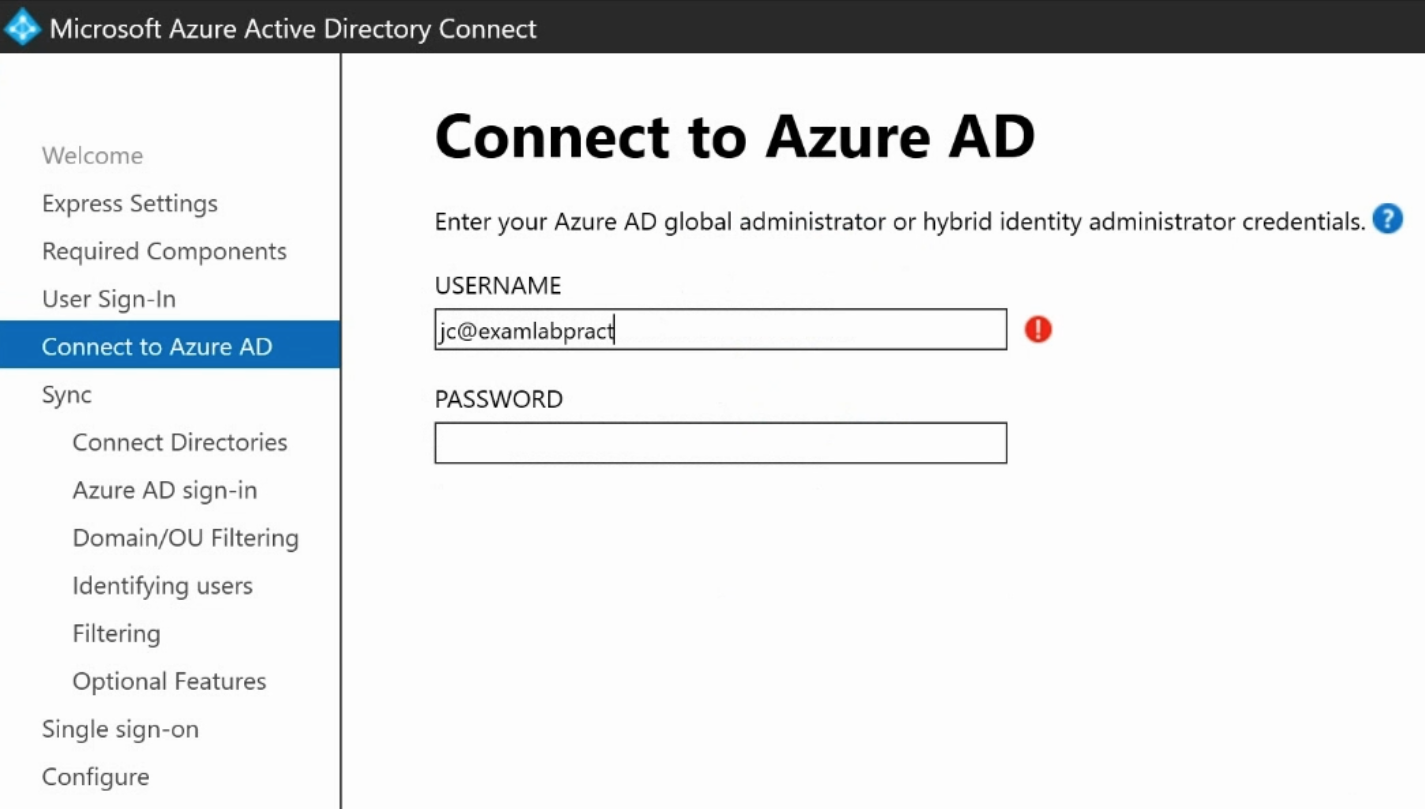 Microsoft Azure Active Directory Connect
Welcome
Express Settings
Required Components
User Sign-In
Connect to Azure AD
Sync
Connect Directories
Azure AD sign-in
Domain/OU Filtering
Identifying users
Filtering
Optional Features
Single sign-on
Configure
Connect to Azure AD
Enter your Azure AD global administrator or hybrid identity administrator credentials. ?
USERNAME
jc@examlabpract !
PASSWORD